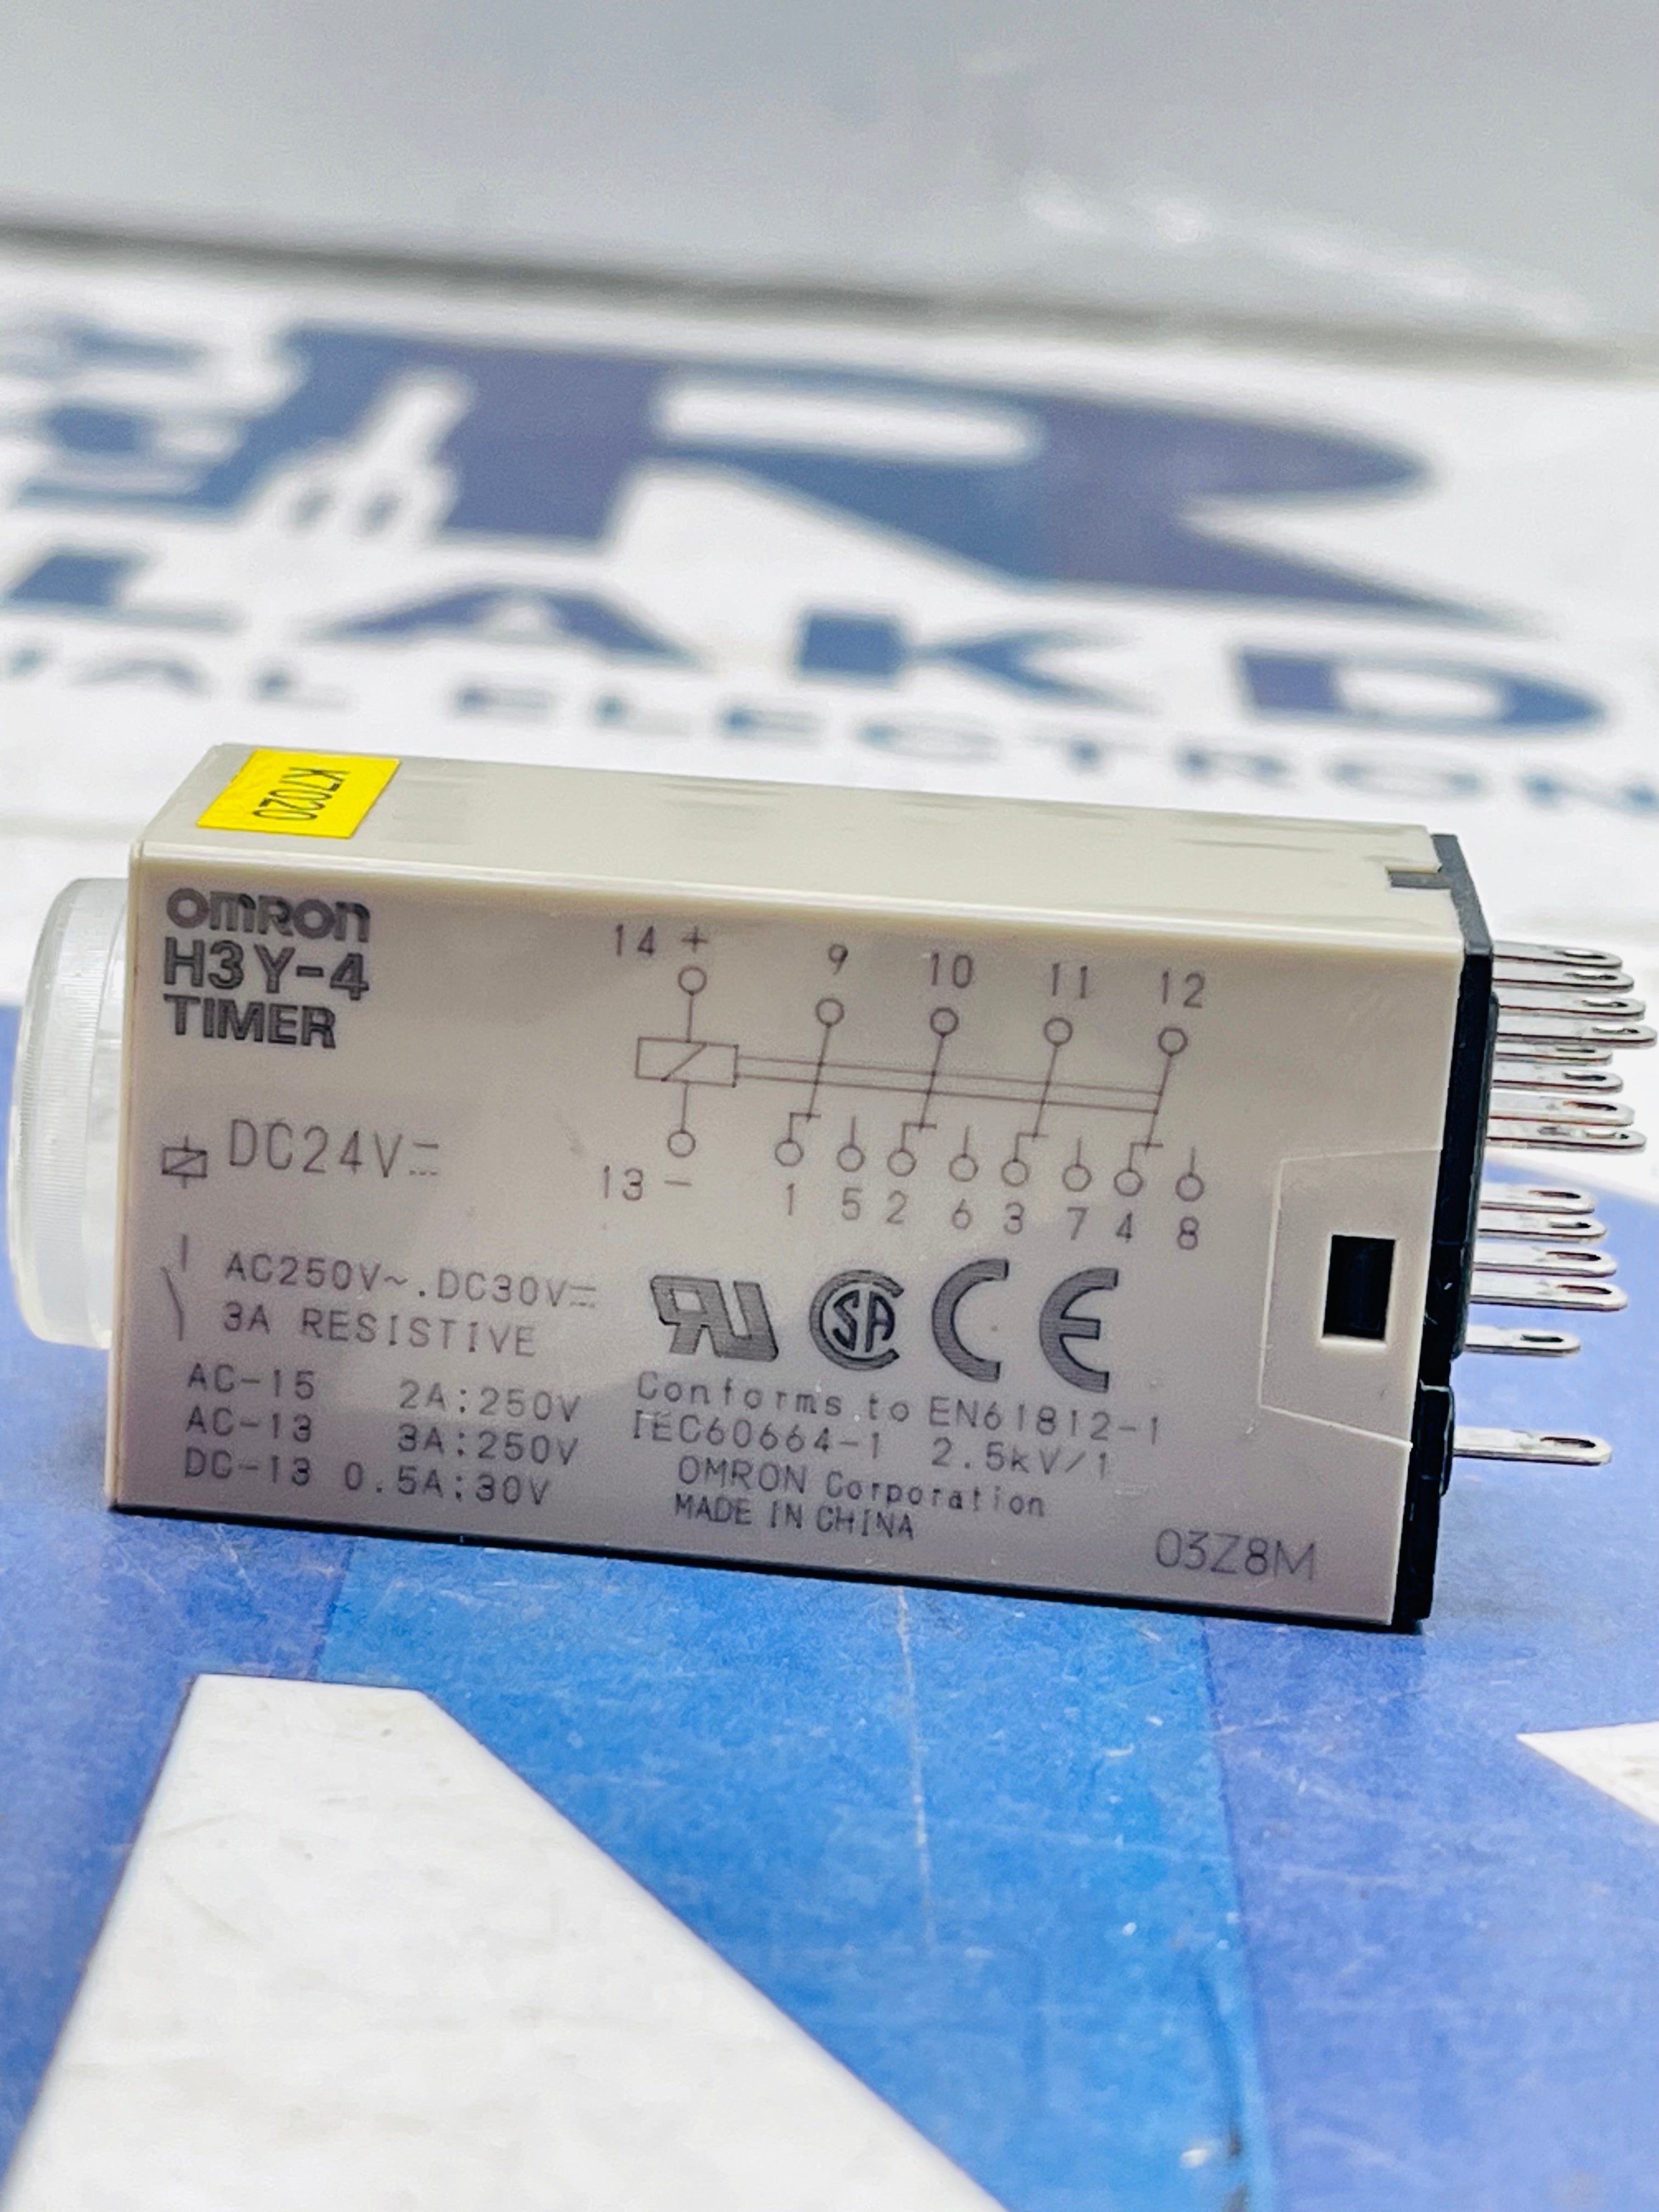 K7020
OMRON
H3Y-4
TIMER
14 + 9 10 11 12
13 - 1 5 2 6 3 7 4 8
DC24V⎓
AC250V~.DC30V⎓
3A RESISTIVE
AC-15 2A:250V
AC-13 3A:250V
DC-13 0.5A:30V
SA
CE
Conforms to EN61812-1
IEC60664-1 2.5kV/1
OMRON Corporation
MADE IN CHINA
03Z8M